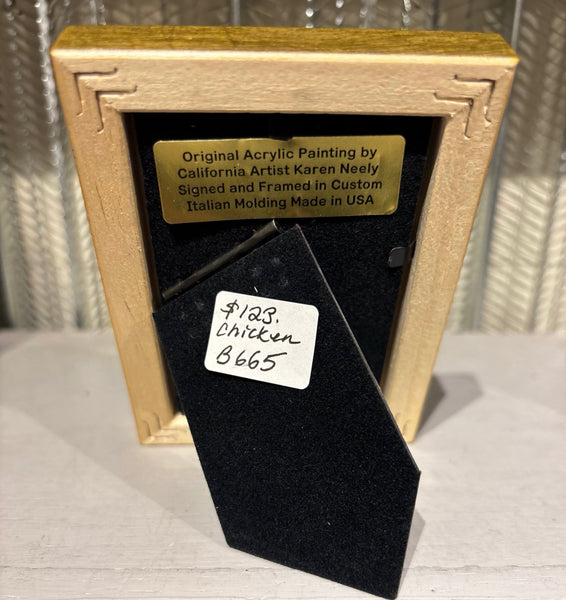 Original Acrylic Painting by
California Artist Karen Neely
Signed and Framed in Custom
Italian Molding Made in USA
$123.
Chicken
B665